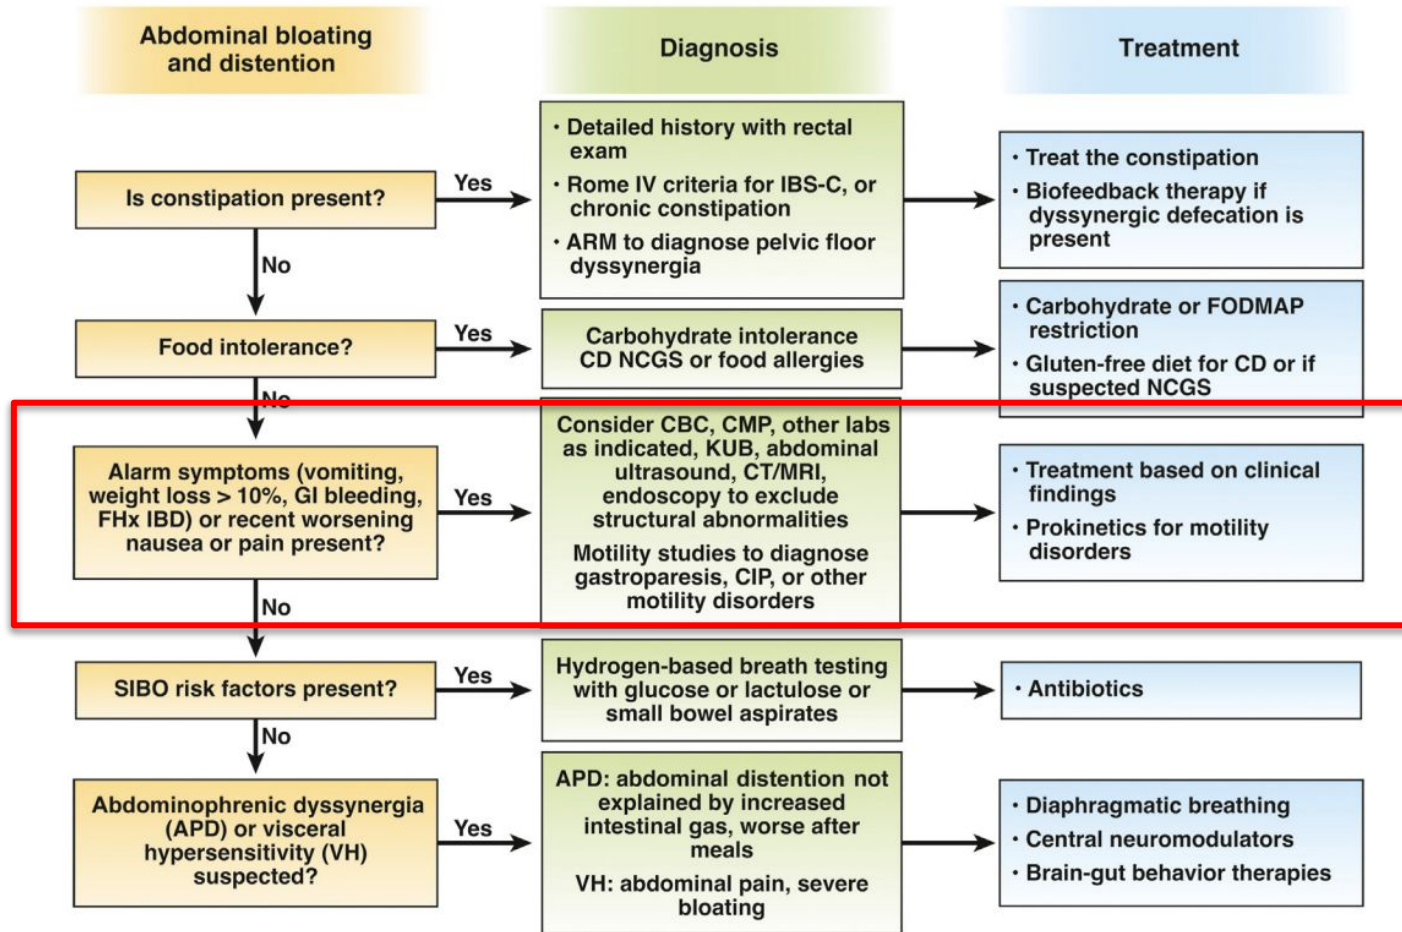 Abdominal bloating
and distention
Diagnosis
Treatment
Is constipation present?
Yes
· Detailed history with rectal
exam
· Rome IV criteria for IBS-C, or
chronic constipation
· ARM to diagnose pelvic floor
dyssynergia
· Treat the constipation
· Biofeedback therapy if
dyssynergic defecation is
present
No
Food intolerance?
Yes
Carbohydrate intolerance
CD NCGS or food allergies
· Carbohydrate or FODMAP
restriction
· Gluten-free diet for CD or if
suspected NCGS
No
Alarm symptoms (vomiting,
weight loss > 10%, GI bleeding,
FHx IBD) or recent worsening
nausea or pain present?
Yes
Consider CBC, CMP, other labs
as indicated, KUB, abdominal
ultrasound, CT/MRI,
endoscopy to exclude
structural abnormalities
Motility studies to diagnose
gastroparesis, CIP, or other
motility disorders
· Treatment based on clinical
findings
· Prokinetics for motility
disorders
No
SIBO risk factors present?
Yes
Hydrogen-based breath testing
with glucose or lactulose or
small bowel aspirates
· Antibiotics
No
Abdominophrenic dyssynergia
(APD) or visceral
hypersensitivity (VH)
suspected?
Yes
APD: abdominal distention not
explained by increased
intestinal gas, worse after
meals
VH: abdominal pain, severe
bloating
· Diaphragmatic breathing
· Central neuromodulators
· Brain-gut behavior therapies